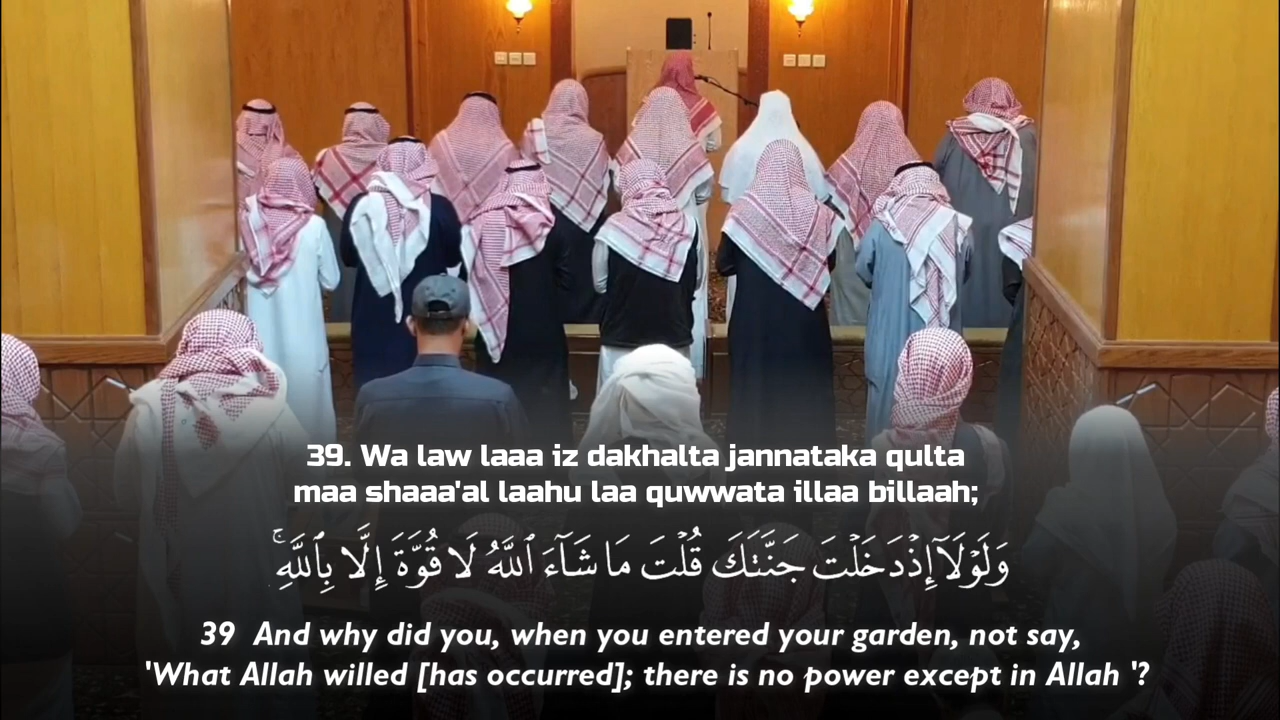 39. Wa law laaa iz dakhalta jannataka qulta
maa shaaa'al laahu laa quwwata illaa billaah;
وَلَوْلَآ إِذْ دَخَلْتَ جَنَّتَكَ قُلْتَ مَا شَآءَ ٱللَّهُ لَا قُوَّةَ إِلَّا بِٱللَّهِ ۚ
39 And why did you, when you entered your garden, not say,
'What Allah willed [has occurred]; there is no power except in Allah '?